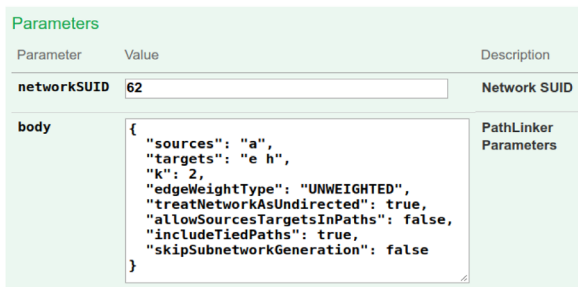 Parameters
Parameter Value Description
networkSUID 62 Network SUID
body { PathLinker
"sources": "a", Parameters
"targets": "e h",
"k": 2,
"edgeWeightType": "UNWEIGHTED",
"treatNetworkAsUndirected": true,
"allowSourcesTargetsInPaths": false,
"includeTiedPaths": true,
"skipSubnetworkGeneration": false
}